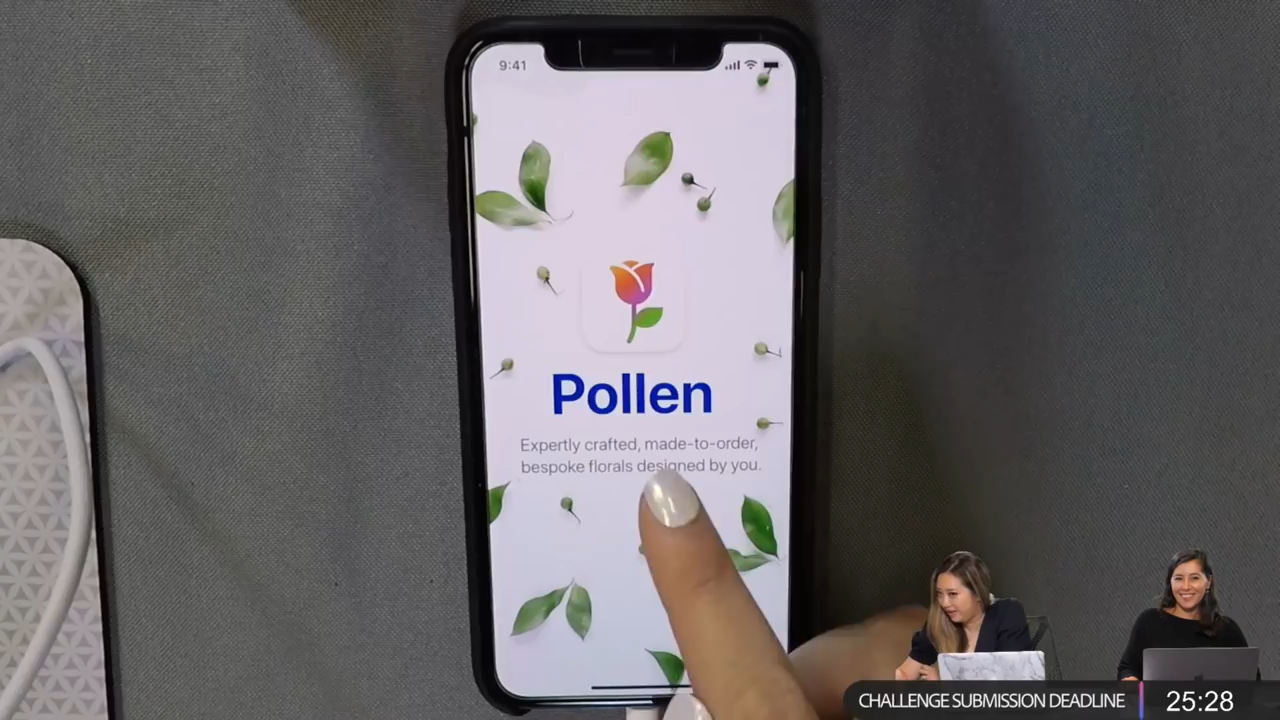 9:41
Pollen
Expertly crafted, made-to-order,
bespoke florals designed by you.
CHALLENGE SUBMISSION DEADLINE
25:28